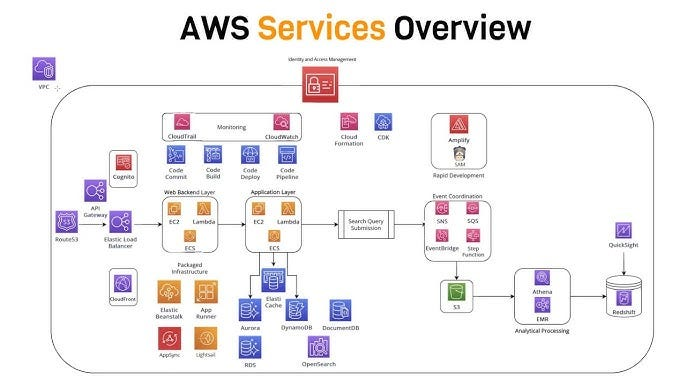 AWS Services Overview
Identity and Access Management
VPC
CloudTrail
Monitoring
CloudWatch
Cloud
Formation
CDK
Amplify
SAM
Rapid Development
Cognito
Code
Commit
Code
Build
Code
Deploy
Code
Pipeline
API
Gateway
Route53
Elastic Load
Balancer
Web Backend Layer
EC2
Lambda
ECS
Application Layer
EC2
Lambda
ECS
Search Query
Submission
Event Coordination
SNS
SQS
EventBridge
Step
Function
QuickSight
CloudFront
Packaged
Infrastructure
Elastic
Beanstalk
App
Runner
AppSync
Lightsail
Elasti
Cache
Aurora
DynamoDB
DocumentDB
RDS
OpenSearch
S3
Athena
EMR
Analytical Processing
Redshift